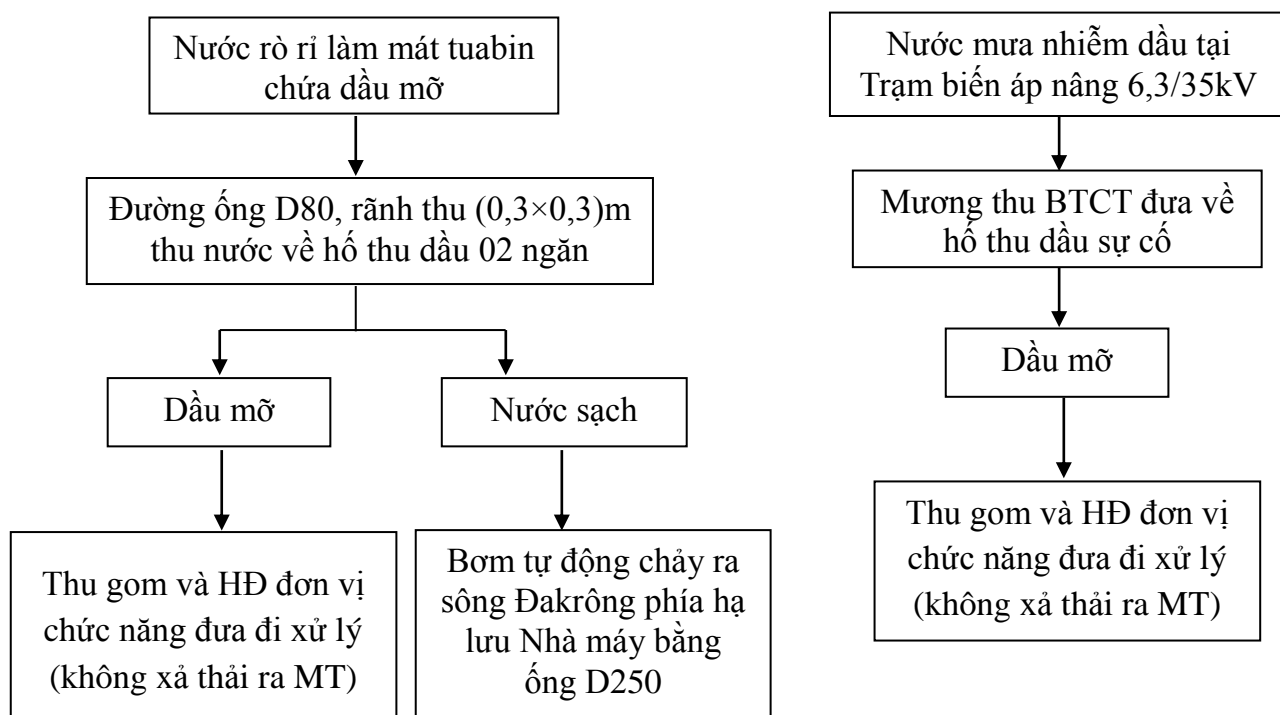 Nước rò rỉ làm mát tuabin
chứa dầu mỡ
Đường ống D80, rãnh thu (0,3×0,3)m
thu nước về hố thu dầu 02 ngăn
Dầu mỡ
Nước sạch
Thu gom và HĐ đơn vị
chức năng đưa đi xử lý
(không xả thải ra MT)
Bơm tự động chảy ra
sông Đakrông phía hạ
lưu Nhà máy bằng
ống D250
Nước mưa nhiễm dầu tại
Trạm biến áp nâng 6,3/35kV
Mương thu BTCT đưa về
hố thu dầu sự cố
Dầu mỡ
Thu gom và HĐ đơn vị
chức năng đưa đi xử lý
(không xả thải ra MT)